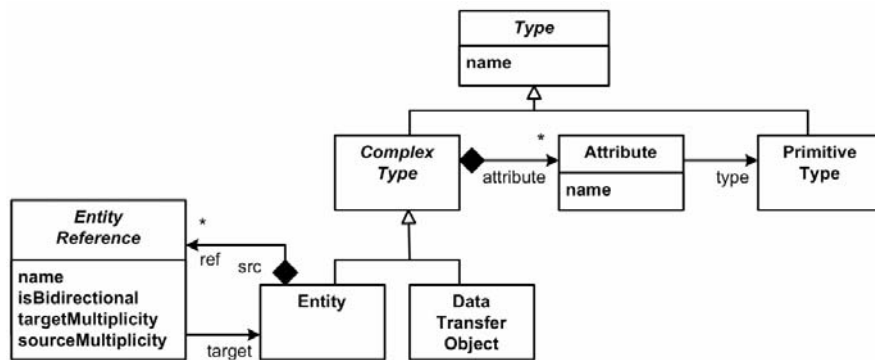 Type
name
Complex
Type
*
attribute
Attribute
name
type
Primitive
Type
Entity
Reference
name
isBidirectional
targetMultiplicity
sourceMultiplicity
*
ref
src
target
Entity
Data
Transfer
Object